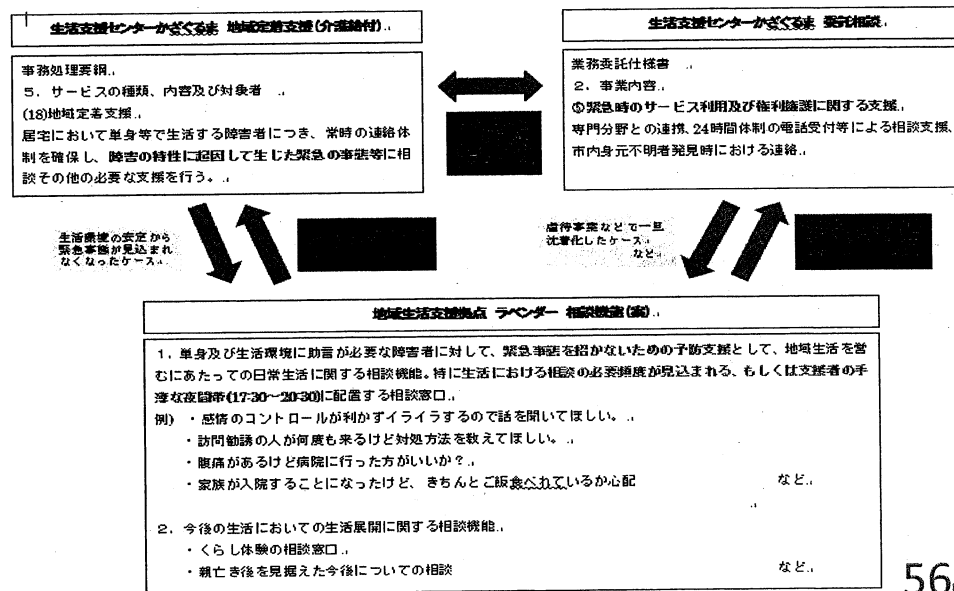 生活支援センターかざぐるま 地域定着支援(介護給付)
事務処理要綱
5．サービスの種類、内容及び対象者
(18)地域定着支援
居宅において単身等で生活する障害者につき、常時の連絡体
制を確保し、障害の特性に起因して生じた緊急の事態等に相
談その他の必要な支援を行う。
生活支援センターかざぐるま 委託相談
業務委託仕様書
2．事業内容
⑤緊急時のサービス利用及び権利擁護に関する支援
専門分野との連携、24時間体制の電話受付等による相談支援、
市内身元不明者発見時における連絡
生活環境の安定から
緊急事態が見込まれ
なくなったケース
虐待事案などで一旦
沈着化したケース
など
地域生活支援拠点 ラベンダー 相談機能(案)
1．単身及び生活環境に助言が必要な障害者に対して、緊急事態を招かないための予防支援として、地域生活を営
むにあたっての日常生活に関する相談機能。特に生活における相談の必要頻度が見込まれる、もしくは支援者の手
薄な夜間帯(17:30～20:30)に配置する相談窓口
例) ・感情のコントロールが利かずイライラするので話を聞いてほしい。
・訪問勧誘の人が何度も来るけど対処方法を教えてほしい。
・腹痛があるけど病院に行った方がいいか？
・家族が入院することになったけど、きちんとご飯食べれているか心配 など
2．今後の生活においての生活展開に関する相談機能
・くらし体験の相談窓口
・親亡き後を見据えた今後についての相談 など
56